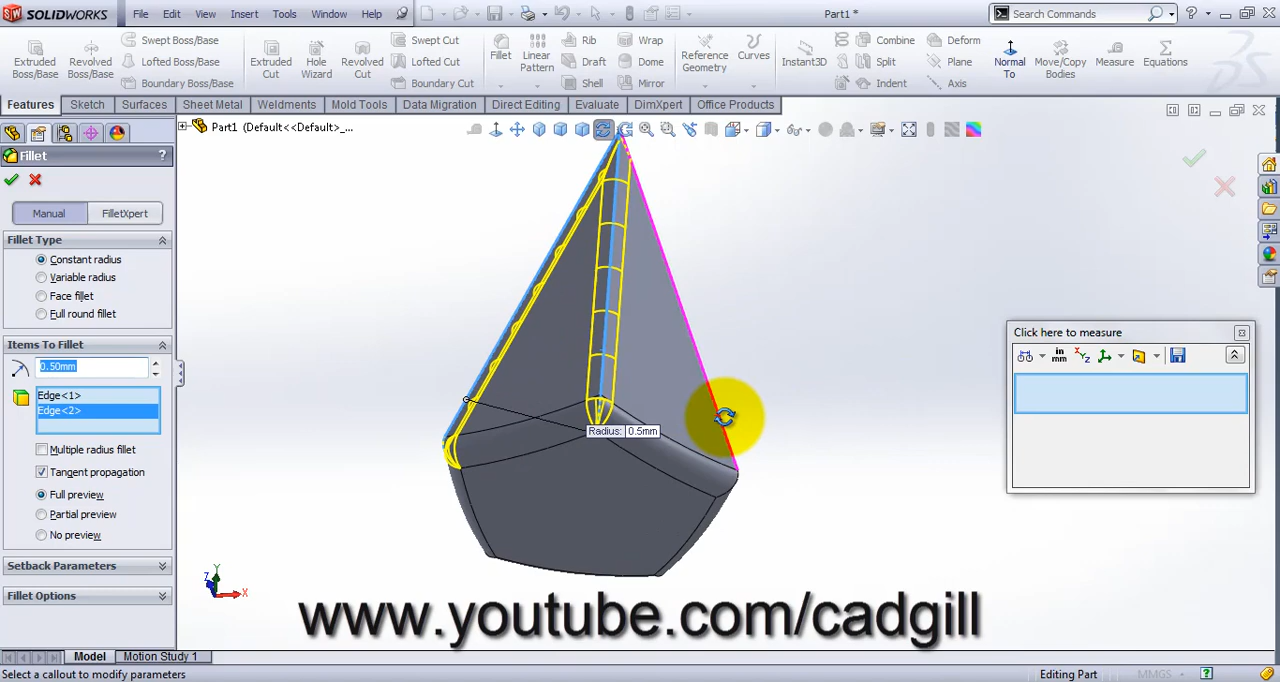 SOLIDWORKS File Edit View Insert Tools Window Help Part1 * Search Commands
Extruded Boss/Base Revolved Boss/Base Swept Boss/Base Lofted Boss/Base Boundary Boss/Base Extruded Cut Hole Wizard Revolved Cut Swept Cut Lofted Cut Boundary Cut Fillet Linear Pattern Rib Draft Shell Wrap Dome Mirror Reference Geometry Curves Instant3D Combine Split Indent Deform Plane Axis Normal To Move/Copy Bodies Measure Equations
Features Sketch Surfaces Sheet Metal Weldments Mold Tools Data Migration Direct Editing Evaluate DimXpert Office Products
Part1 (Default<<Default>_...
Fillet ?
Manual FilletXpert
Fillet Type
Constant radius
Variable radius
Face fillet
Full round fillet
Items To Fillet
0.50mm
Edge<1>
Edge<2>
Multiple radius fillet
Tangent propagation
Full preview
Partial preview
No preview
Setback Parameters
Fillet Options
Radius: 0.5mm
Click here to measure
in mm XYZ
Y
Z
X
www.youtube.com/cadgill
Model Motion Study 1
Select a callout to modify parameters Editing Part MMGS ?